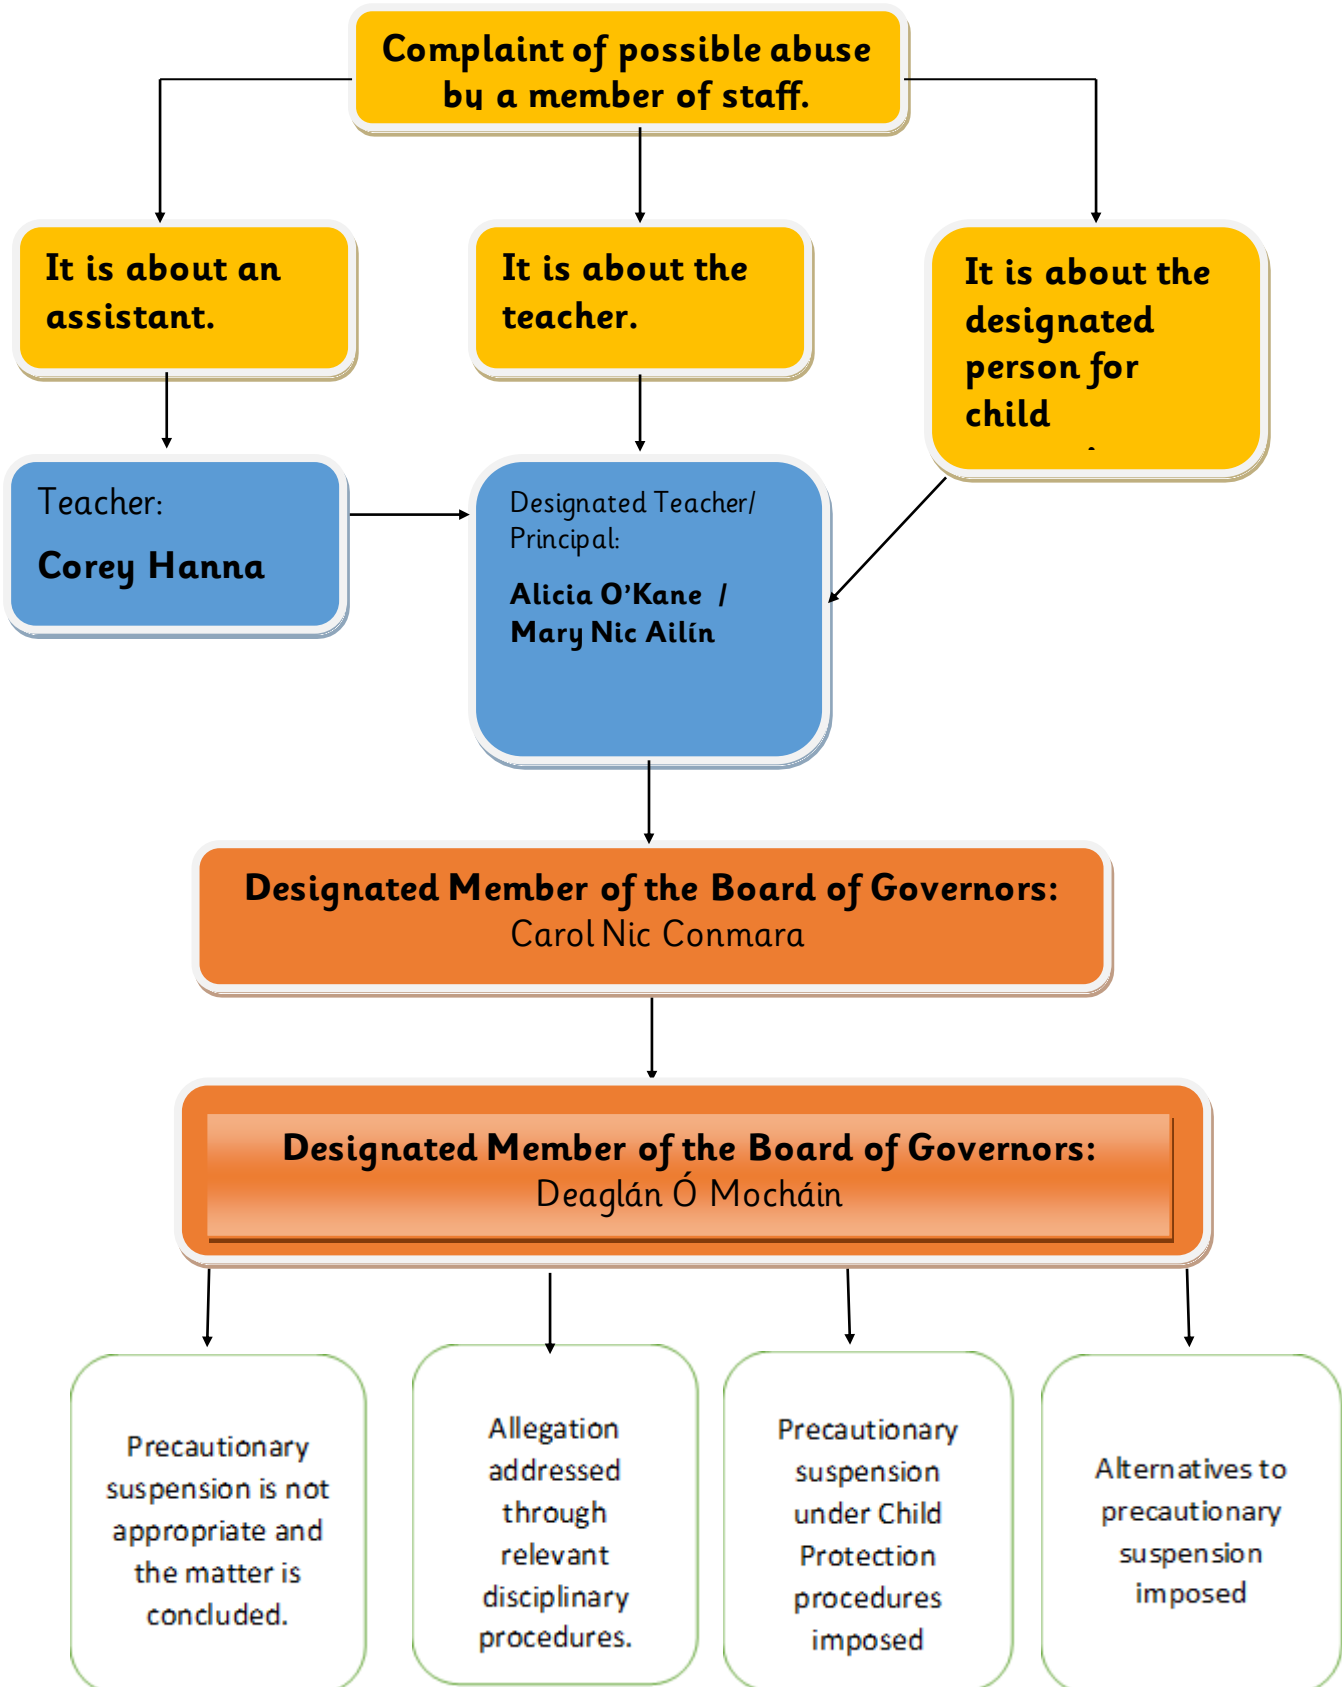 Complaint of possible abuse
by a member of staff.
It is about an
assistant.
It is about the
teacher.
It is about the
designated
person for
child
Teacher:
Corey Hanna
Designated Teacher/
Principal:
Alicia O’Kane /
Mary Nic Ailín
Designated Member of the Board of Governors:
Carol Nic Conmara
Designated Member of the Board of Governors:
Deaglán Ó Mocháin
Precautionary
suspension is not
appropriate and
the matter is
concluded.
Allegation
addressed
through
relevant
disciplinary
procedures.
Precautionary
suspension
under Child
Protection
procedures
imposed
Alternatives to
precautionary
suspension
imposed